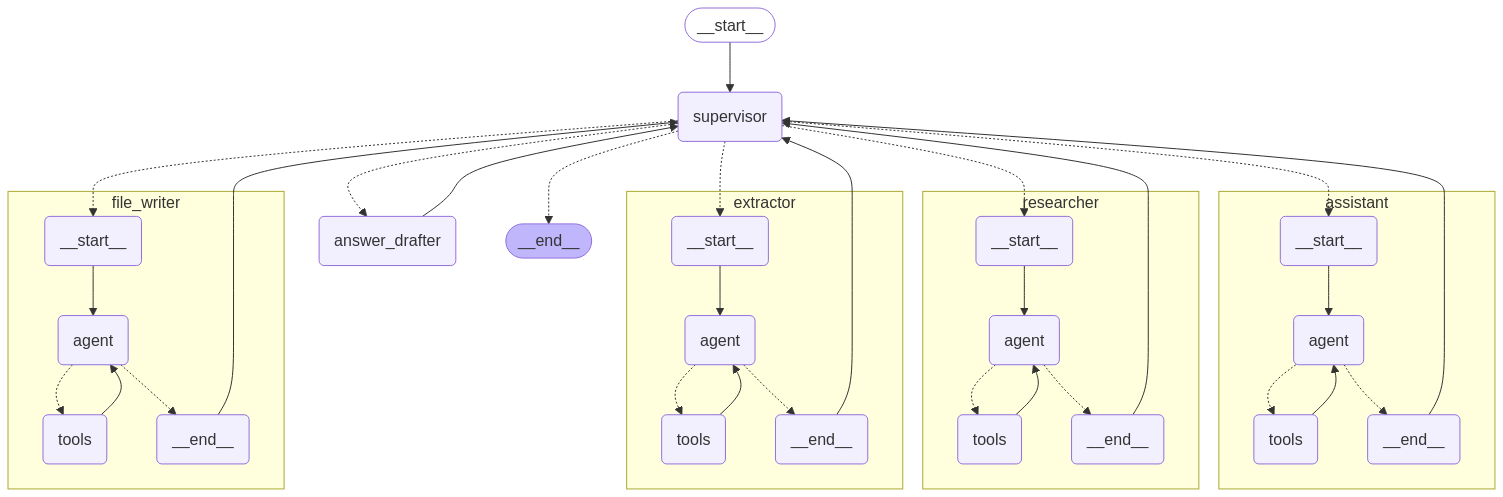 __start__
supervisor
file_writer
extractor
researcher
assistant
__start__
answer_drafter
__end__
__start__
__start__
__start__
agent
agent
agent
agent
tools
__end__
tools
__end__
tools
__end__
tools
__end__